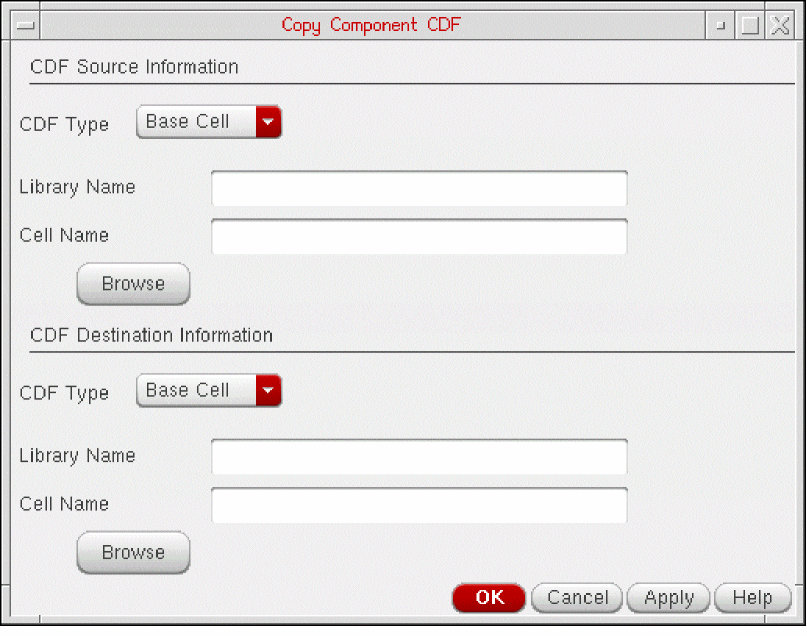 Copy Component CDF
CDF Source Information
CDF Type Base Cell
Library Name
Cell Name
Browse
CDF Destination Information
CDF Type Base Cell
Library Name
Cell Name
Browse
OK Cancel Apply Help